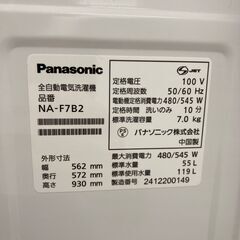 Panasonic
全自動電気洗濯機
品番
NA-F7B2
外形寸法
幅 562 mm
奥行 572 mm
高さ 930 mm
JET
定格電圧 100 V
定格周波数 50/60 Hz
電動機定格消費電力 480/545 W
定格時間 洗いのみ 10 分
標準洗濯容量 7.0 kg
パナソニック株式会社
中国製
最大消費電力 480/545 W
標準水量 55 L
標準使用水量 119 L
製造番号 2412200149